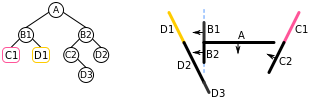 A
B1 B2
C1 D1 C2 D2
D3
D1 B1 A C1
D2 B2 C2
D3